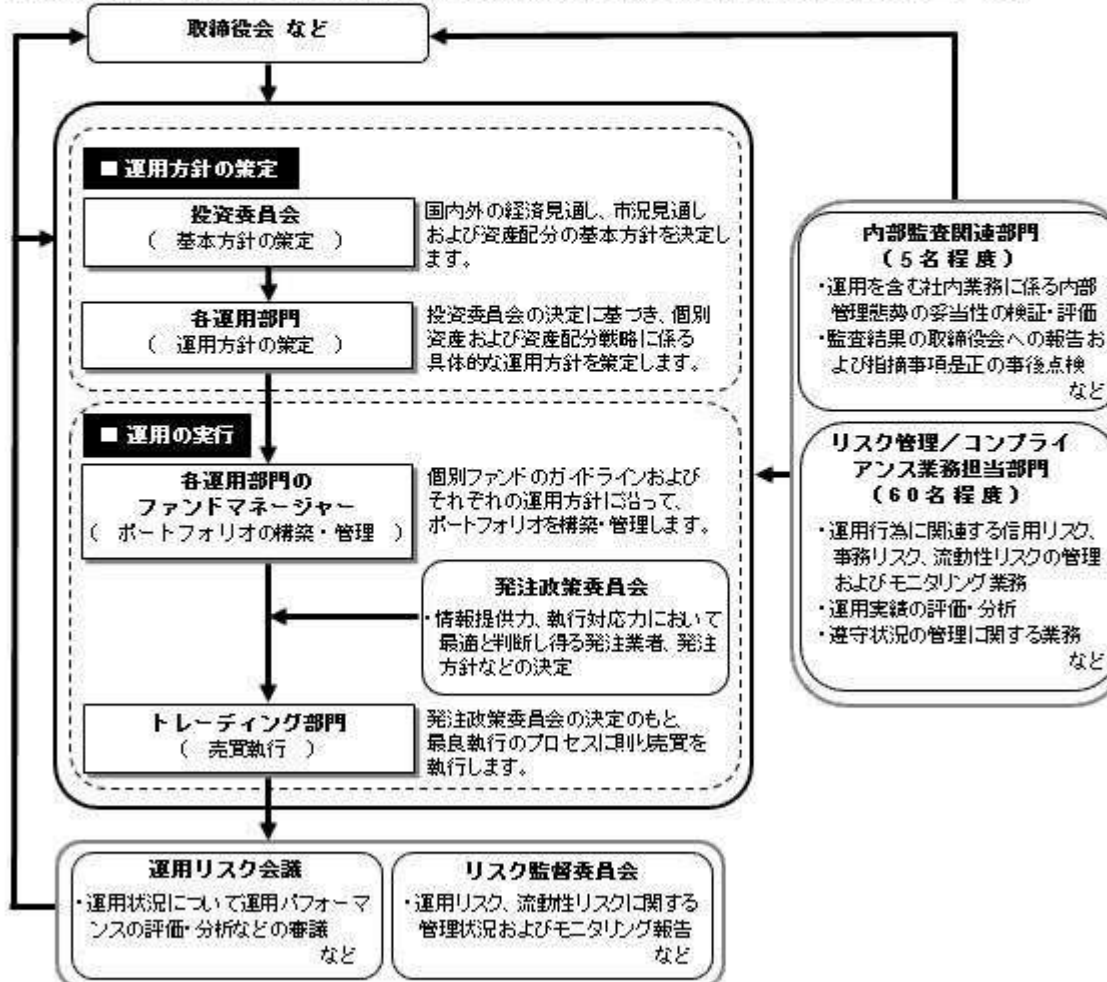 取締役会 など
■ 運用方針の策定
投資委員会
( 基本方針の策定 )
国内外の経済見通し、市況見通し
および資産配分の基本方針を決定し
ます。
各運用部門
( 運用方針の策定 )
投資委員会の決定に基づき、個別
資産および資産配分戦略に係る
具体的な運用方針を策定します。
■ 運用の実行
各運用部門の
ファンドマネージャー
( ポートフォリオの構築・管理 )
個別ファンドのガイドラインおよび
それぞれの運用方針に沿って、
ポートフォリオを構築・管理します。
発注政策委員会
・情報提供力、執行対応力において
最適と判断し得る発注業者、発注
方針などの決定
トレーディング部門
( 売買執行 )
発注政策委員会の決定のもと
最良執行のプロセスに則り売買を
執行します。
内部監査関連部門
(5名程度)
・運用を含む社内業務に係る内部
管理態勢の妥当性の検証・評価
・監査結果の取締役会への報告お
よび指摘事項是正の事後点検
など
リスク管理/コンプライ
アンス業務担当部門
(60名程度)
・運用行為に関連する信用リスク、
事務リスク、流動性リスクの管理
およびモニタリング業務
・運用実績の評価・分析
・遵守状況の管理に関する業務
など
運用リスク会議
・運用状況について運用パフォーマ
ンスの評価・分析などの審議
など
リスク監督委員会
・運用リスク、流動性リスクに関する
管理状況およびモニタリング報告
など